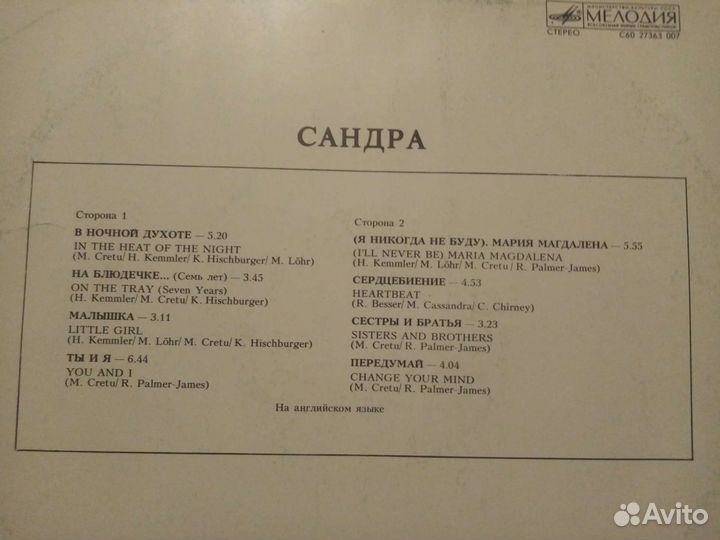 МЕЛОДИЯ
СТЕРЕО С60 27363 007
САНДРА
Сторона 1
В НОЧНОЙ ДУХОТЕ — 5.20
IN THE HEAT OF THE NIGHT
(M. Cretu/ H. Kemmler/ K. Hischburger/ M. Löhr)
НА БЛЮДЕЧКЕ... (Семь лет) — 3.45
ON THE TRAY (Seven Years)
(H. Kemmler/ M. Cretu/ K. Hischburger)
МАЛЫШКА — 3.11
LITTLE GIRL
(H. Kemmler/ M. Löhr/ M. Cretu/ K. Hischburger)
ТЫ И Я — 6.44
YOU AND I
(M. Cretu/ R. Palmer-James)
Сторона 2
(Я НИКОГДА НЕ БУДУ). МАРИЯ МАГДАЛЕНА — 5.55
(I'LL NEVER BE) MARIA MAGDALENA
(H. Kemmler/ M. Löhr/ M. Cretu/ R. Palmer-James)
СЕРДЦЕБИЕНИЕ — 4.53
HEARTBEAT
(R. Besser/ M. Cassandra/ C. Chirney)
СЕСТРЫ И БРАТЬЯ — 3.23
SISTERS AND BROTHERS
(M. Cretu/ R. Palmer-James)
ПЕРЕДУМАЙ — 4.04
CHANGE YOUR MIND
(M. Cretu/ R. Palmer-James)
На английском языке
Avito